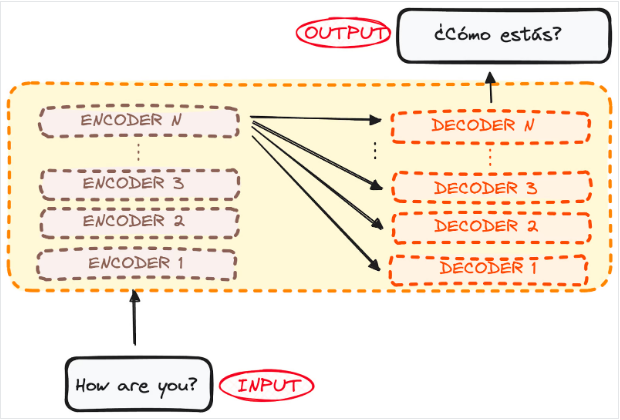 OUTPUT
¿Cómo estás?
ENCODER N
DECODER N
ENCODER 3
DECODER 3
ENCODER 2
DECODER 2
ENCODER 1
DECODER 1
How are you?
INPUT